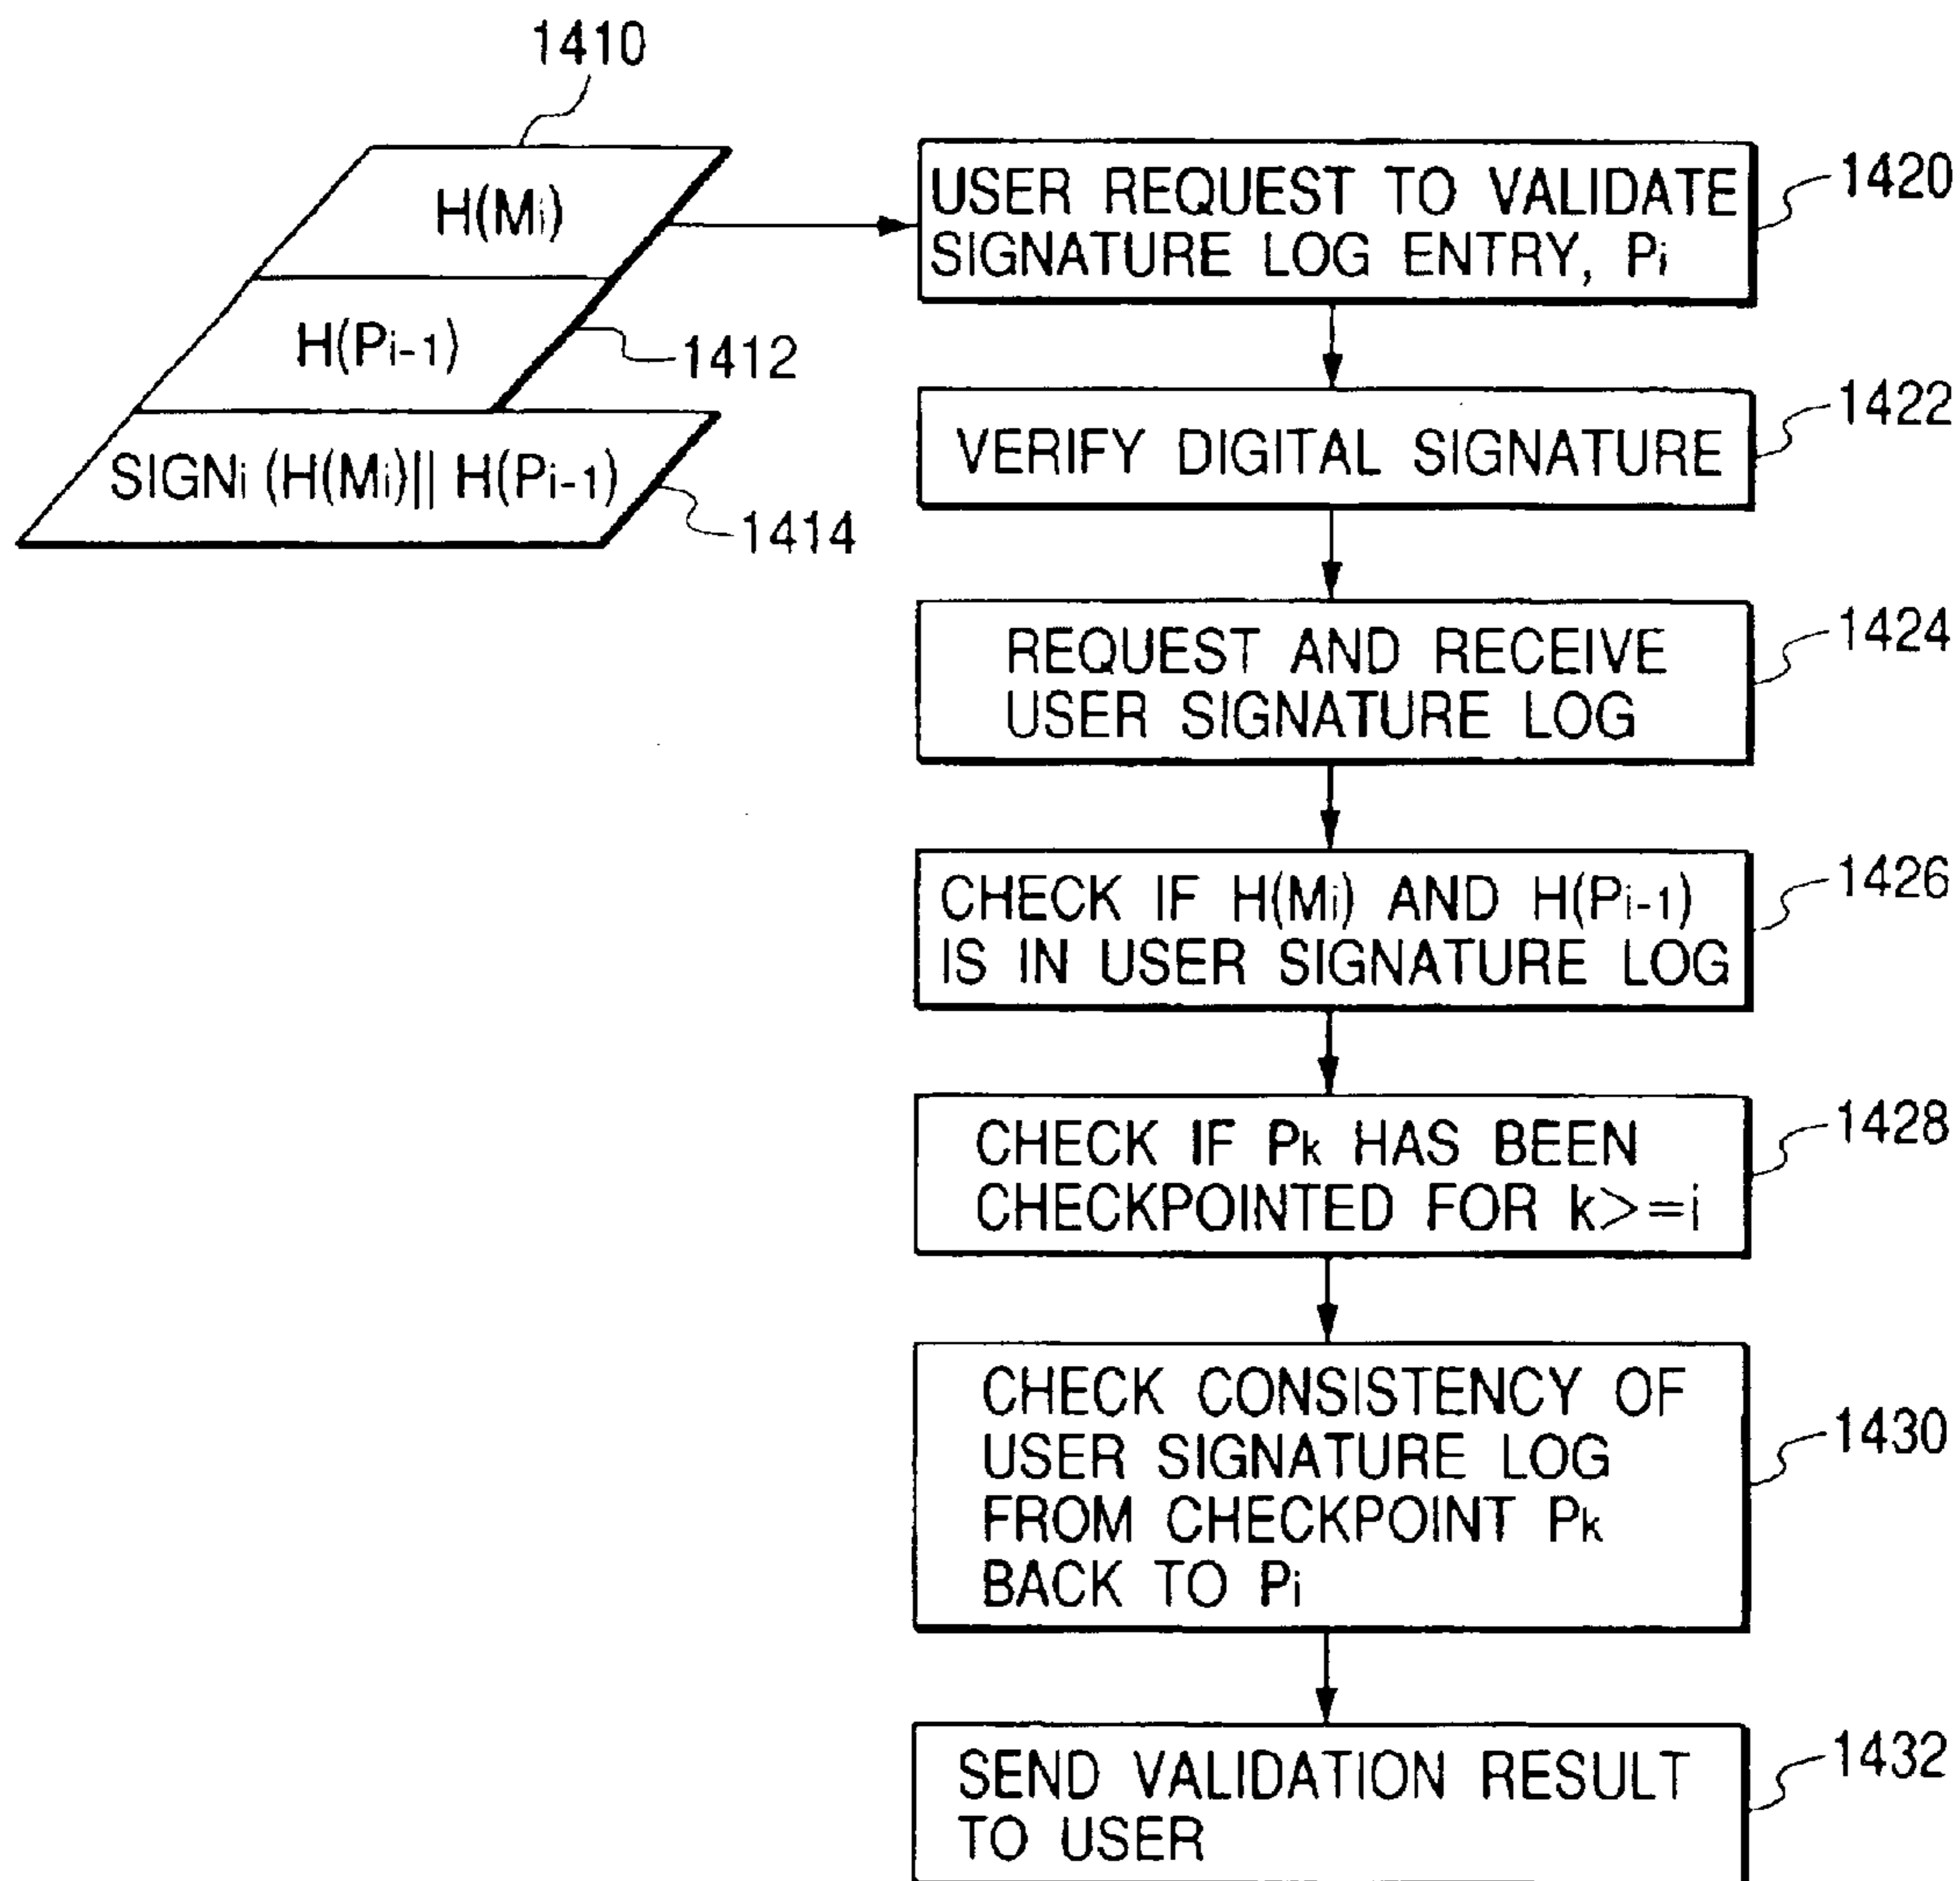 1410
H(Mi)
H(Pi-1)
1412
SIGNi (H(Mi)|| H(Pi-1)
1414
USER REQUEST TO VALIDATE
SIGNATURE LOG ENTRY, Pi
1420
VERIFY DIGITAL SIGNATURE
1422
REQUEST AND RECEIVE
USER SIGNATURE LOG
1424
CHECK IF H(Mi) AND H(Pi-1)
IS IN USER SIGNATURE LOG
1426
CHECK IF Pk HAS BEEN
CHECKPOINTED FOR k>=i
1428
CHECK CONSISTENCY OF
USER SIGNATURE LOG
FROM CHECKPOINT Pk
BACK TO Pi
1430
SEND VALIDATION RESULT
TO USER
1432